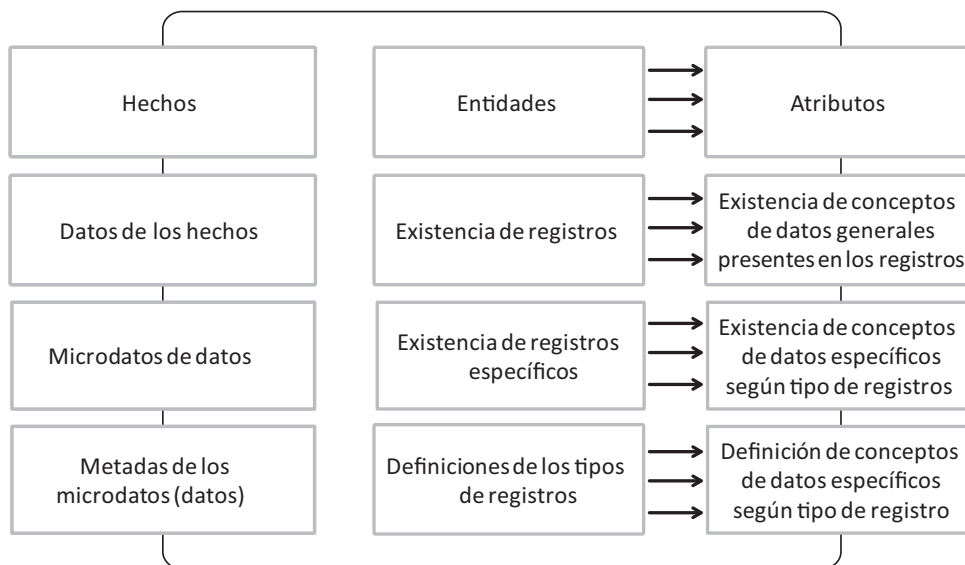 Hechos
Entidades
Atributos
Datos de los hechos
Existencia de registros
Existencia de conceptos
de datos generales
presentes en los registros
Microdatos de datos
Existencia de registros
específicos
Existencia de conceptos
de datos específicos
según tipo de registros
Metadas de los
microdatos (datos)
Definiciones de los tipos
de registros
Definición de conceptos
de datos específicos
según tipo de registro